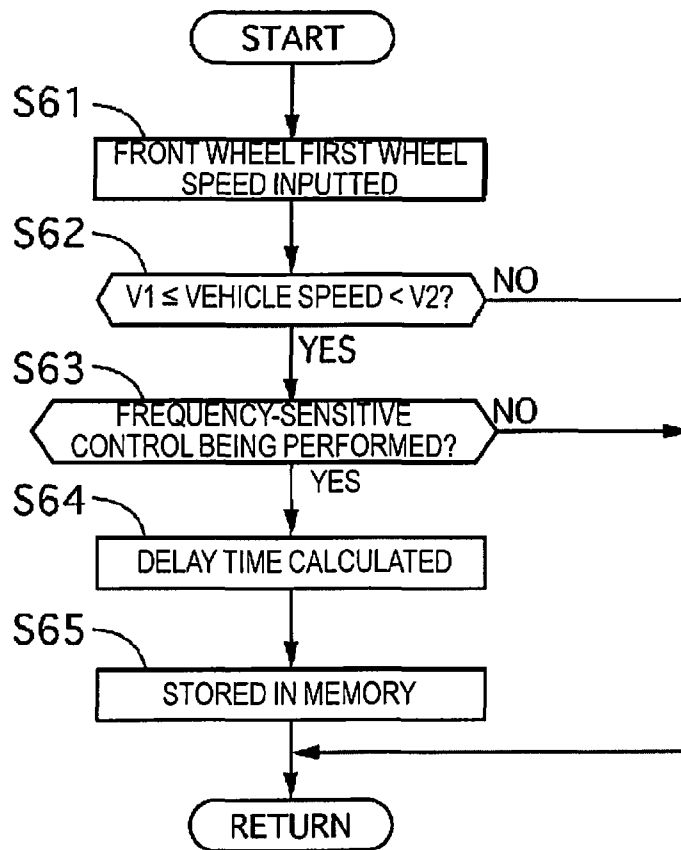 START
S61
FRONT WHEEL FIRST WHEEL
SPEED INPUTTED
S62
V1 ≤ VEHICLE SPEED < V2?
NO
YES
S63
FREQUENCY-SENSITIVE
CONTROL BEING PERFORMED?
NO
YES
S64
DELAY TIME CALCULATED
S65
STORED IN MEMORY
RETURN